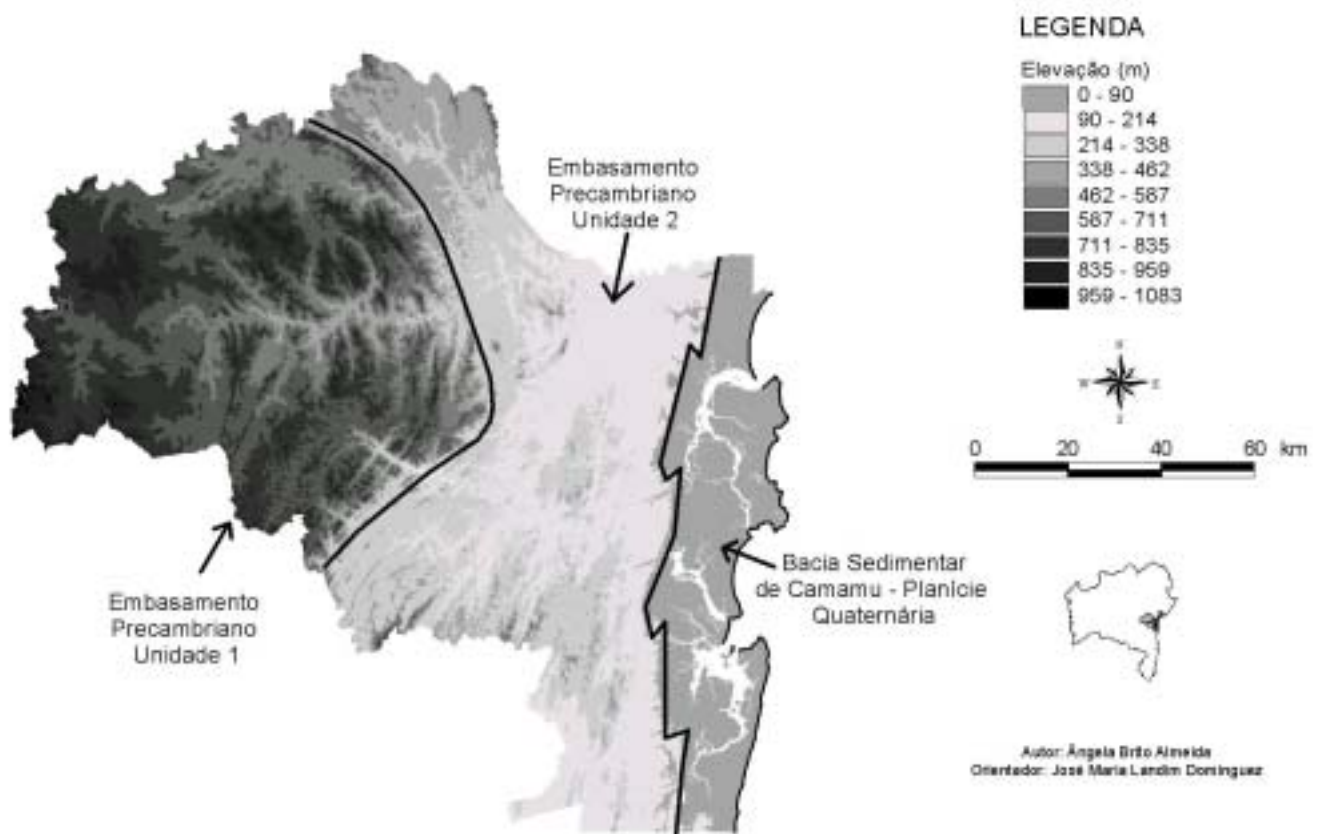 LEGENDA
Elevação (m)
0 - 90
90 - 214
214 - 338
338 - 462
462 - 587
587 - 711
711 - 835
835 - 959
959 - 1083
Embasamento
Precambriano
Unidade 2
N
W E
S
0 20 40 60 km
Bacia Sedimentar
de Camamu - Planície
Quaternária
Embasamento
Precambriano
Unidade 1
Autor: Ângela Brito Almeida
Orientador: José Maria Landim Dominguez